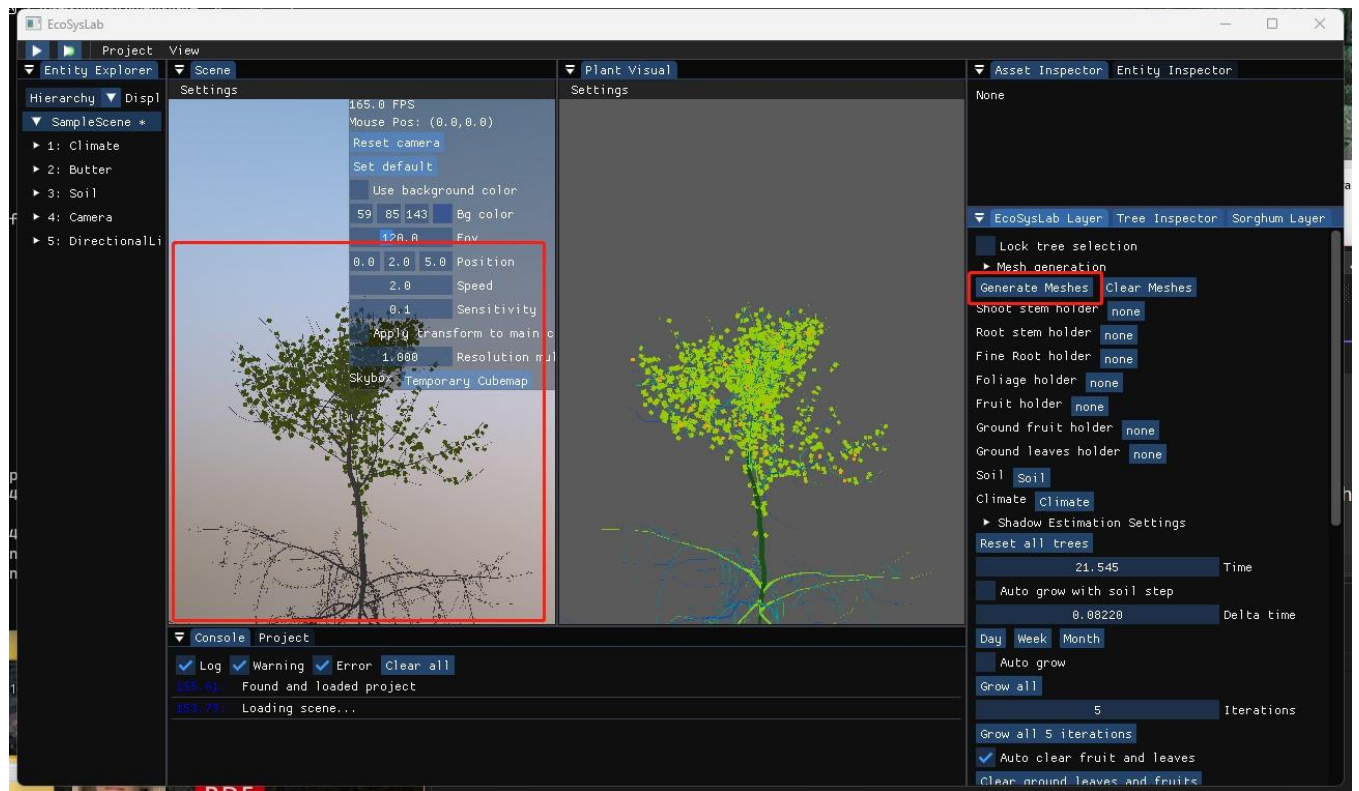 EcoSysLab
Project View
Entity Explorer
Hierarchy Displ
SampleScene *
1: Climate
2: Butter
3: Soil
4: Camera
5: DirectionalLi
Scene
Settings
165.0 FPS
Mouse Pos: (0.0,0.0)
Reset camera
Set default
Use background color
59 85 143 Bg color
120.0 Fov
0.0 2.0 5.0 Position
2.0 Speed
0.1 Sensitivity
Apply transform to main c
1.000 Resolution mul
Skybox Temporary Cubemap
Plant Visual
Settings
Console Project
Log Warning Error Clear all
Found and loaded project
Loading scene...
Asset Inspector Entity Inspector
None
EcoSysLab Layer Tree Inspector Sorghum Layer
Lock tree selection
Mesh generation
Generate Meshes Clear Meshes
Shoot stem holder none
Root stem holder none
Fine Root holder none
Foliage holder none
Fruit holder none
Ground fruit holder none
Ground leaves holder none
Soil Soil
Climate Climate
Shadow Estimation Settings
Reset all trees
21.545 Time
Auto grow with soil step
0.08220 Delta time
Day Week Month
Auto grow
Grow all
5 Iterations
Grow all 5 iterations
Auto clear fruit and leaves
Clear ground leaves and fruits